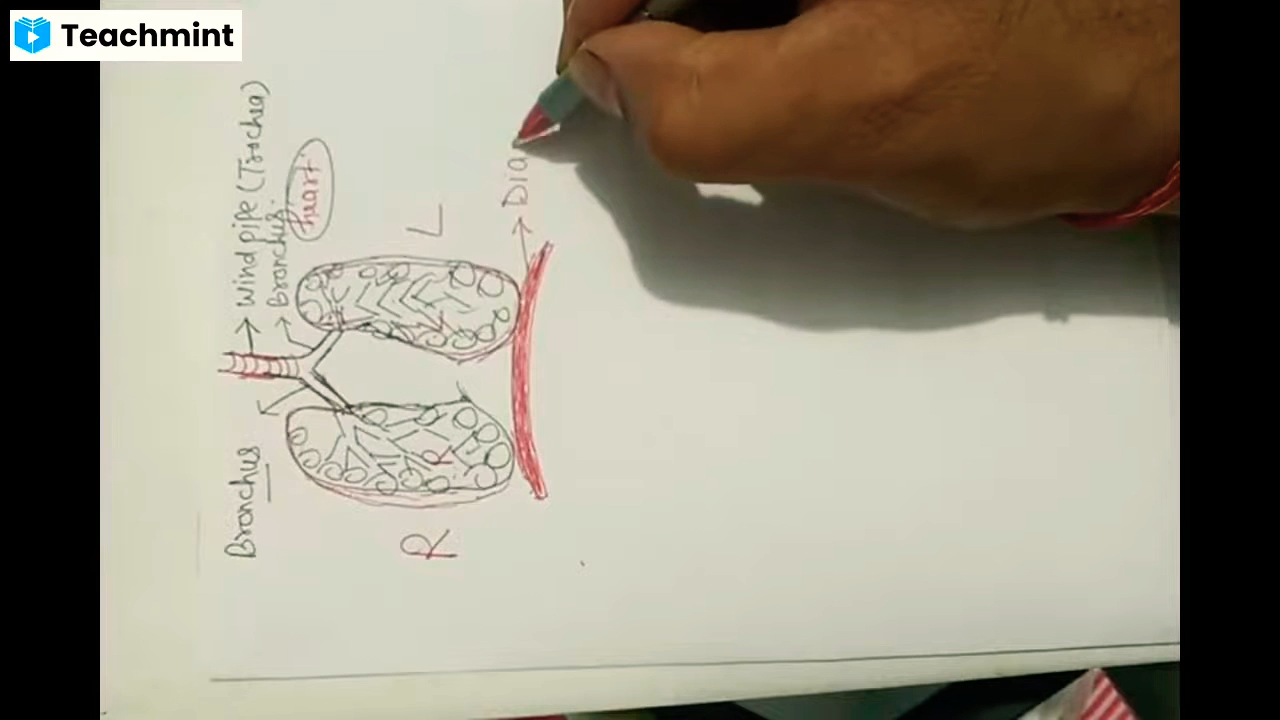 Teachmint
Wind pipe (Trachea)
Bronchus.
heart
Bronchus
L
L
R
R
Dia